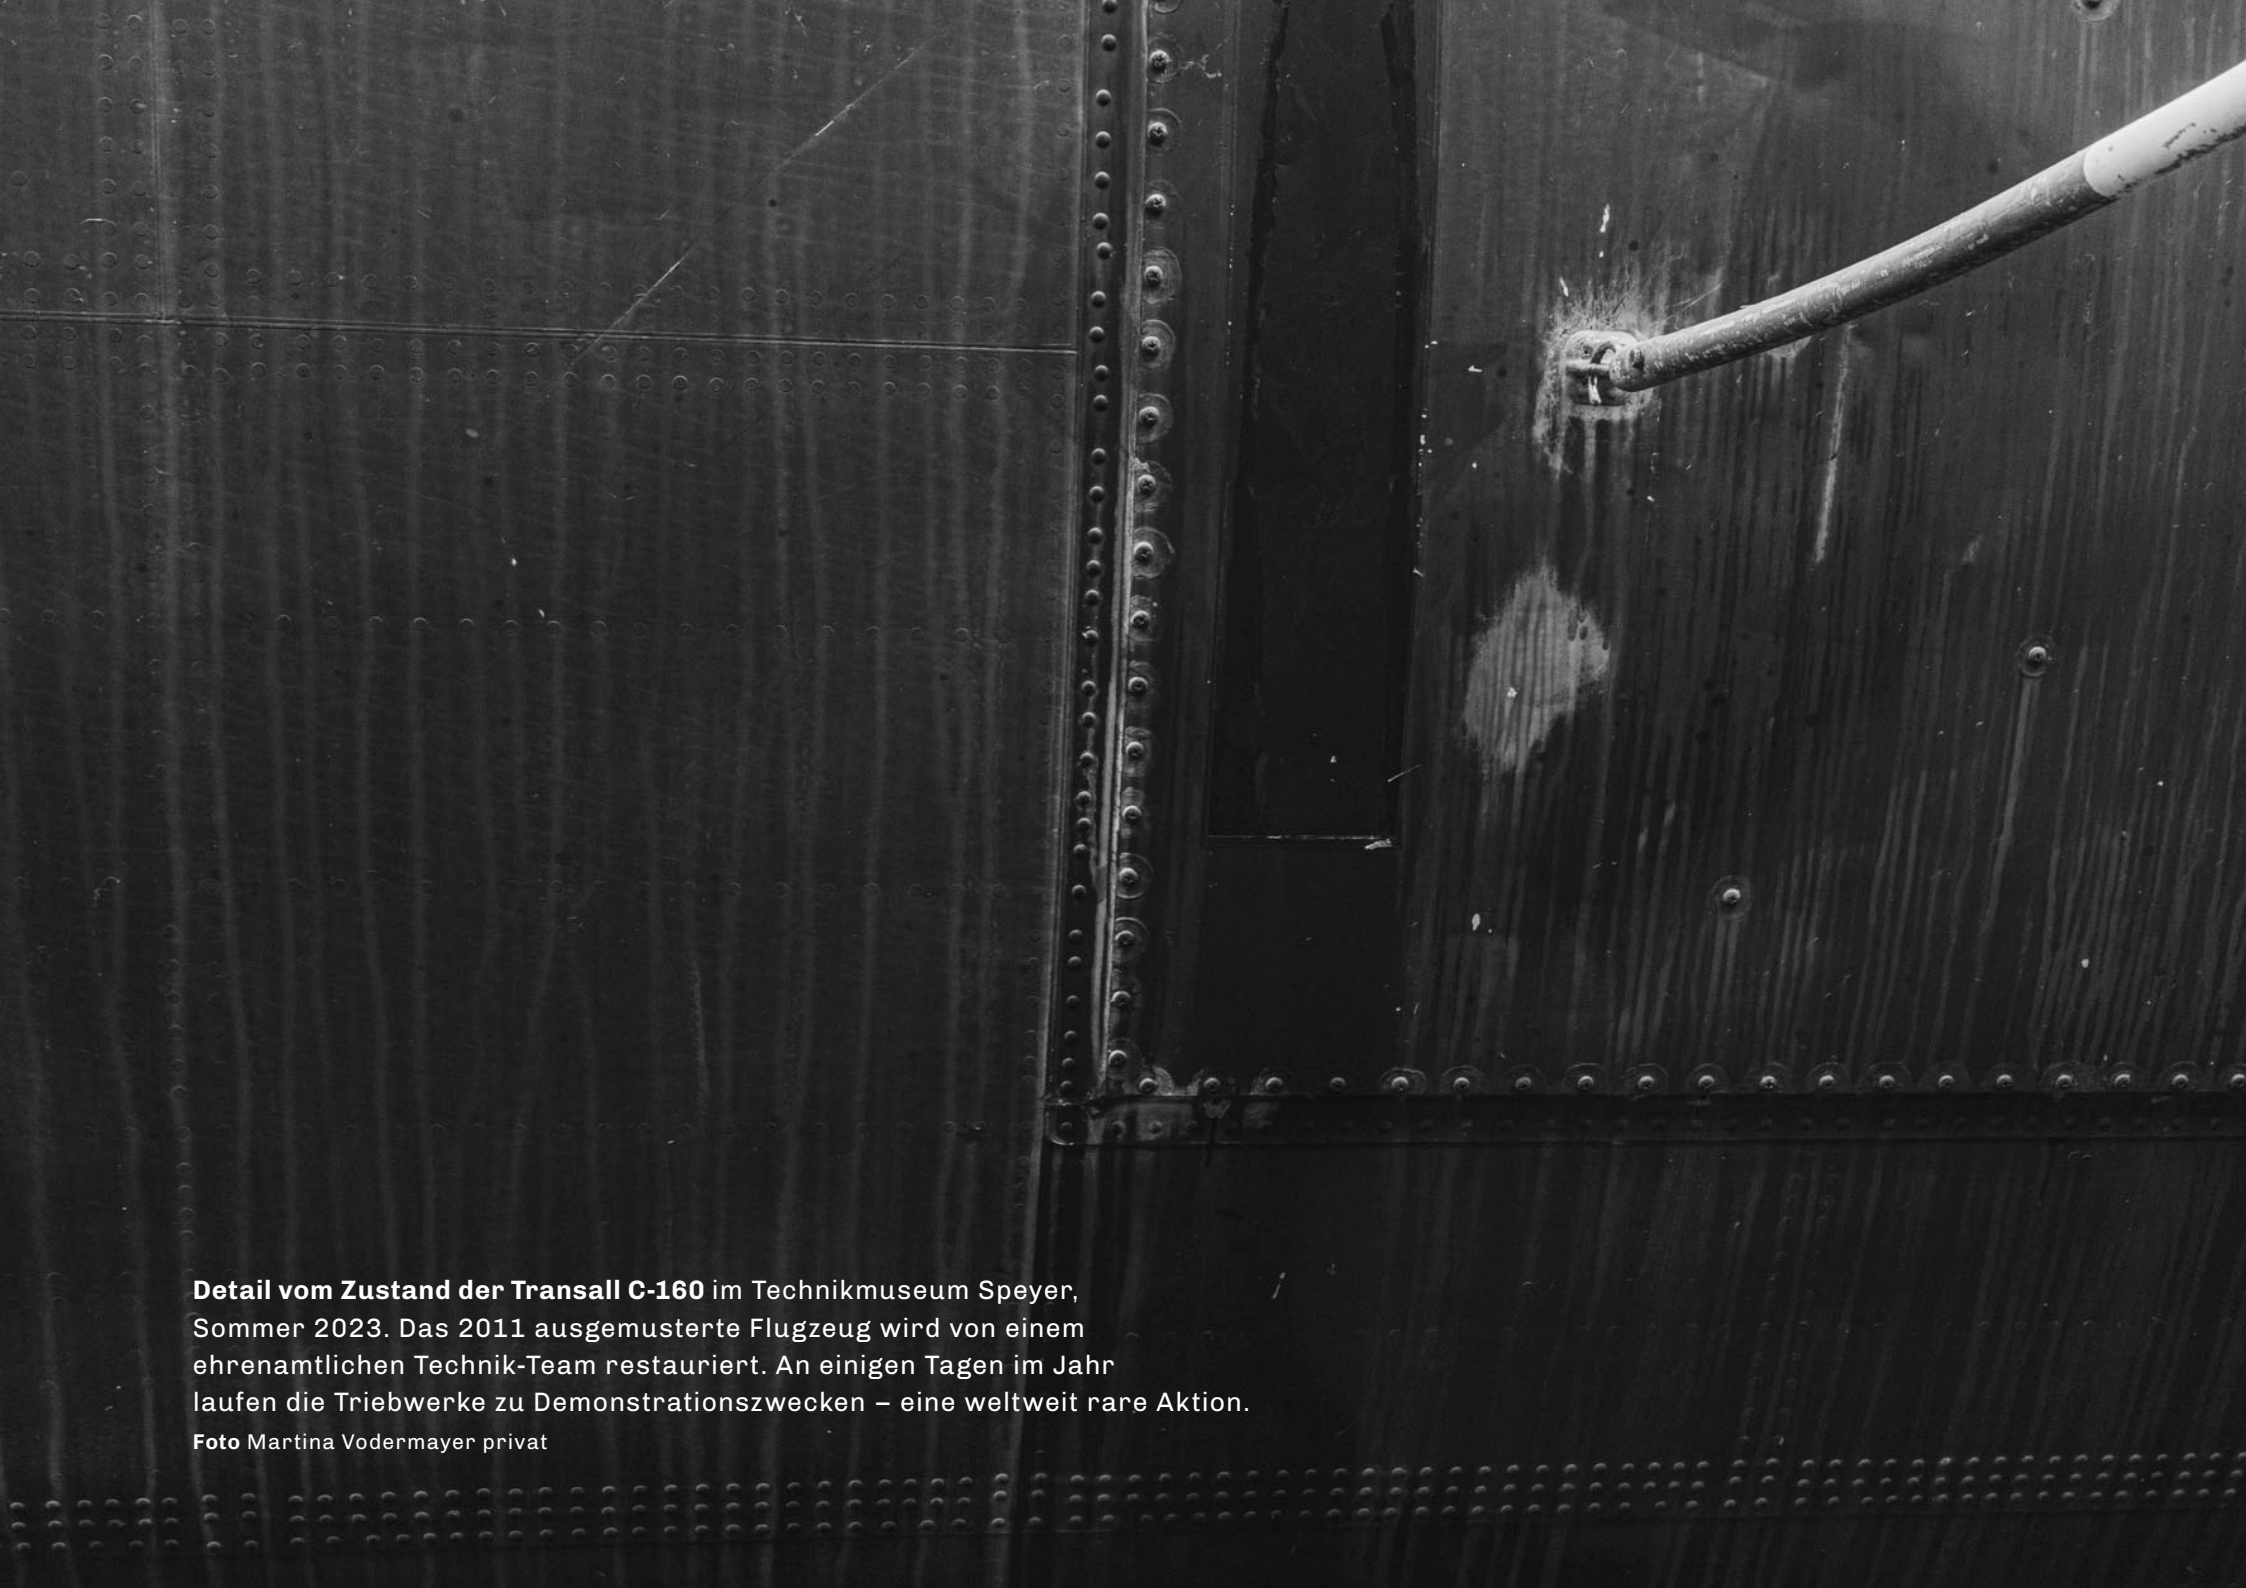 Detail vom Zustand der Transall C-160 im Technikmuseum Speyer,
Sommer 2023. Das 2011 ausgemusterte Flugzeug wird von einem
ehrenamtlichen Technik-Team restauriert. An einigen Tagen im Jahr
laufen die Triebwerke zu Demonstrationszwecken – eine weltweit rare Aktion.
Foto Martina Vodermayer privat